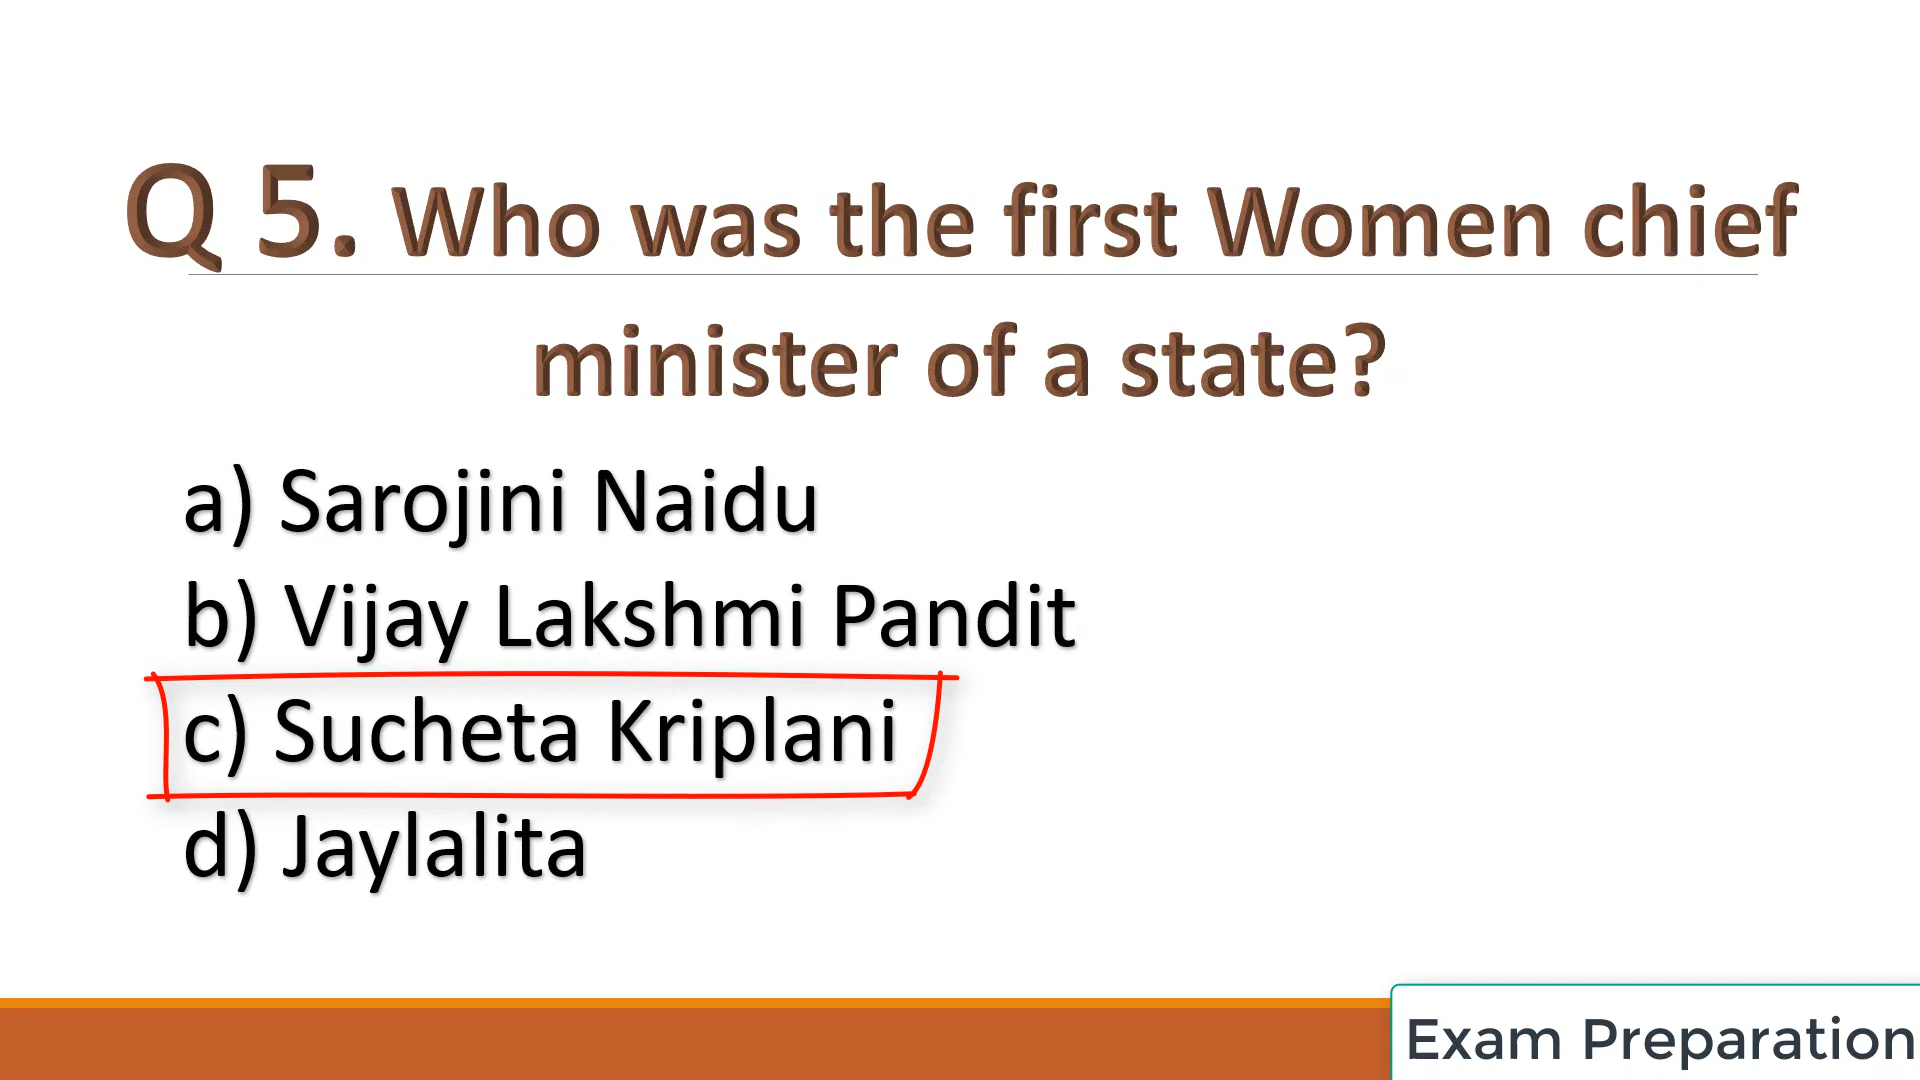 Q 5. Who was the first Women chief
minister of a state?
a) Sarojini Naidu
b) Vijay Lakshmi Pandit
c) Sucheta Kriplani
d) Jaylalita
Exam Preparation